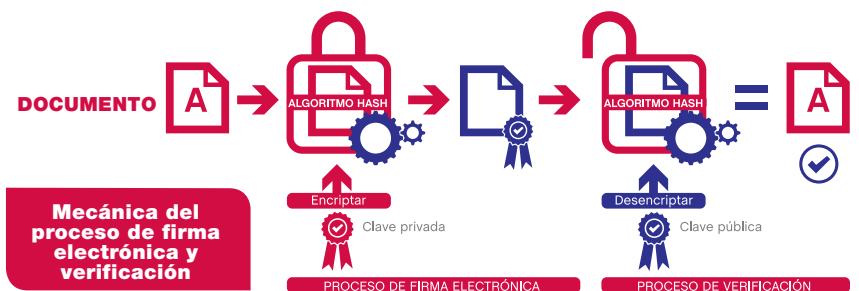 DOCUMENTO
A
ALGORITMO HASH
ALGORITMO HASH
A
Encriptar
Desencriptar
Clave privada
Clave pública
Mecánica del
proceso de firma
electrónica y
verificación
PROCESO DE FIRMA ELECTRÓNICA
PROCESO DE VERIFICACIÓN